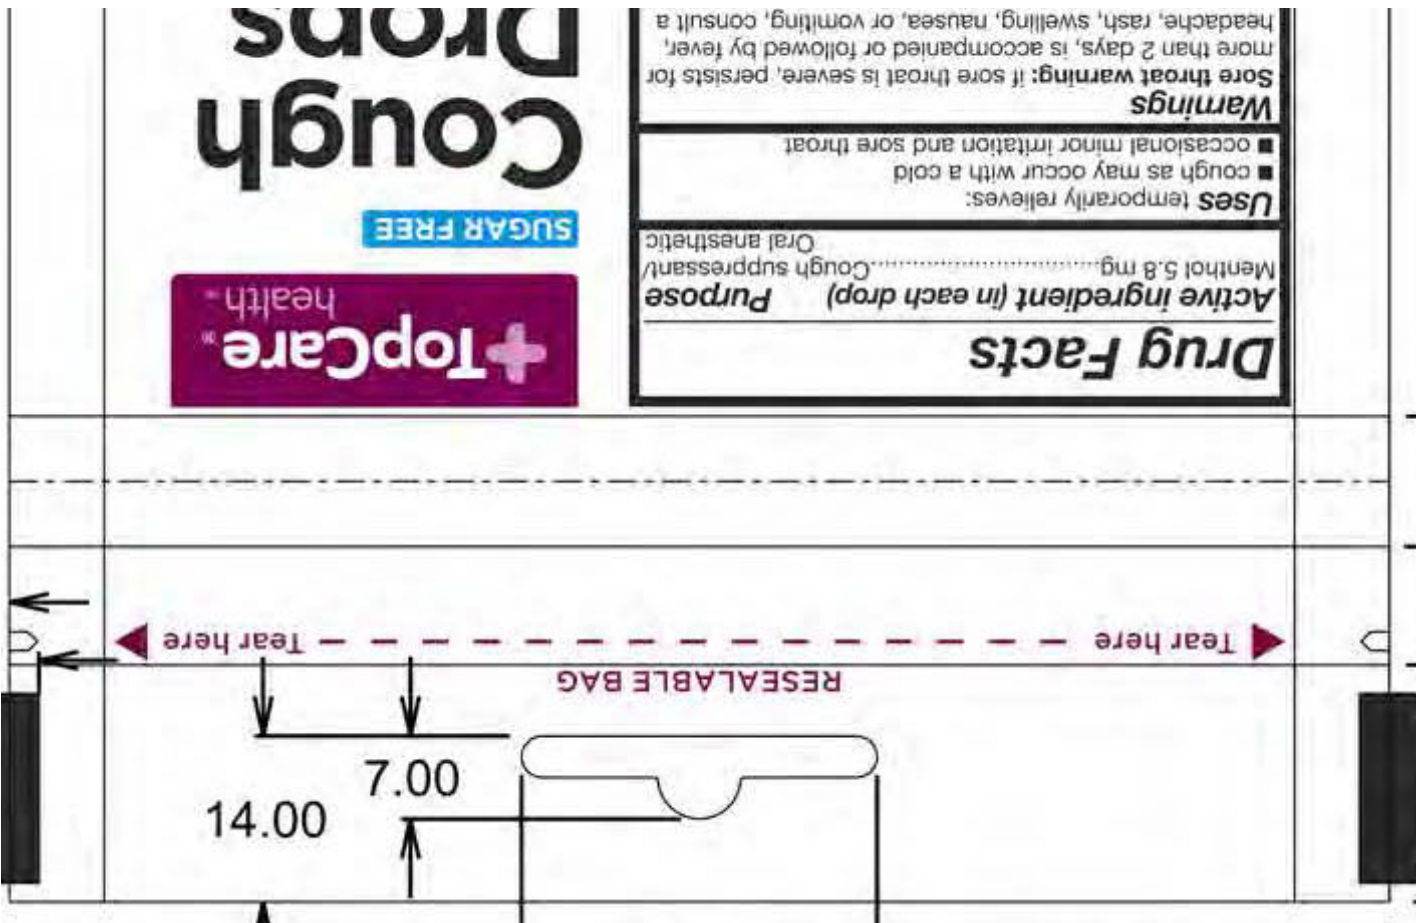 14.00
7.00
RESEALABLE BAG
Tear here
Tear here
Drug Facts
Active ingredient (in each drop) Purpose
Menthol 5.8 mg........................................Cough suppressant/
Oral anesthetic
Uses temporarily relieves:
■ cough as may occur with a cold
■ occasional minor irritation and sore throat
Warnings
Sore throat warning: if sore throat is severe, persists for
more than 2 days, is accompanied or followed by fever,
headache, rash, swelling, nausea, or vomiting, consult a
+TopCare®
health™
SUGAR FREE
Cough
Drops